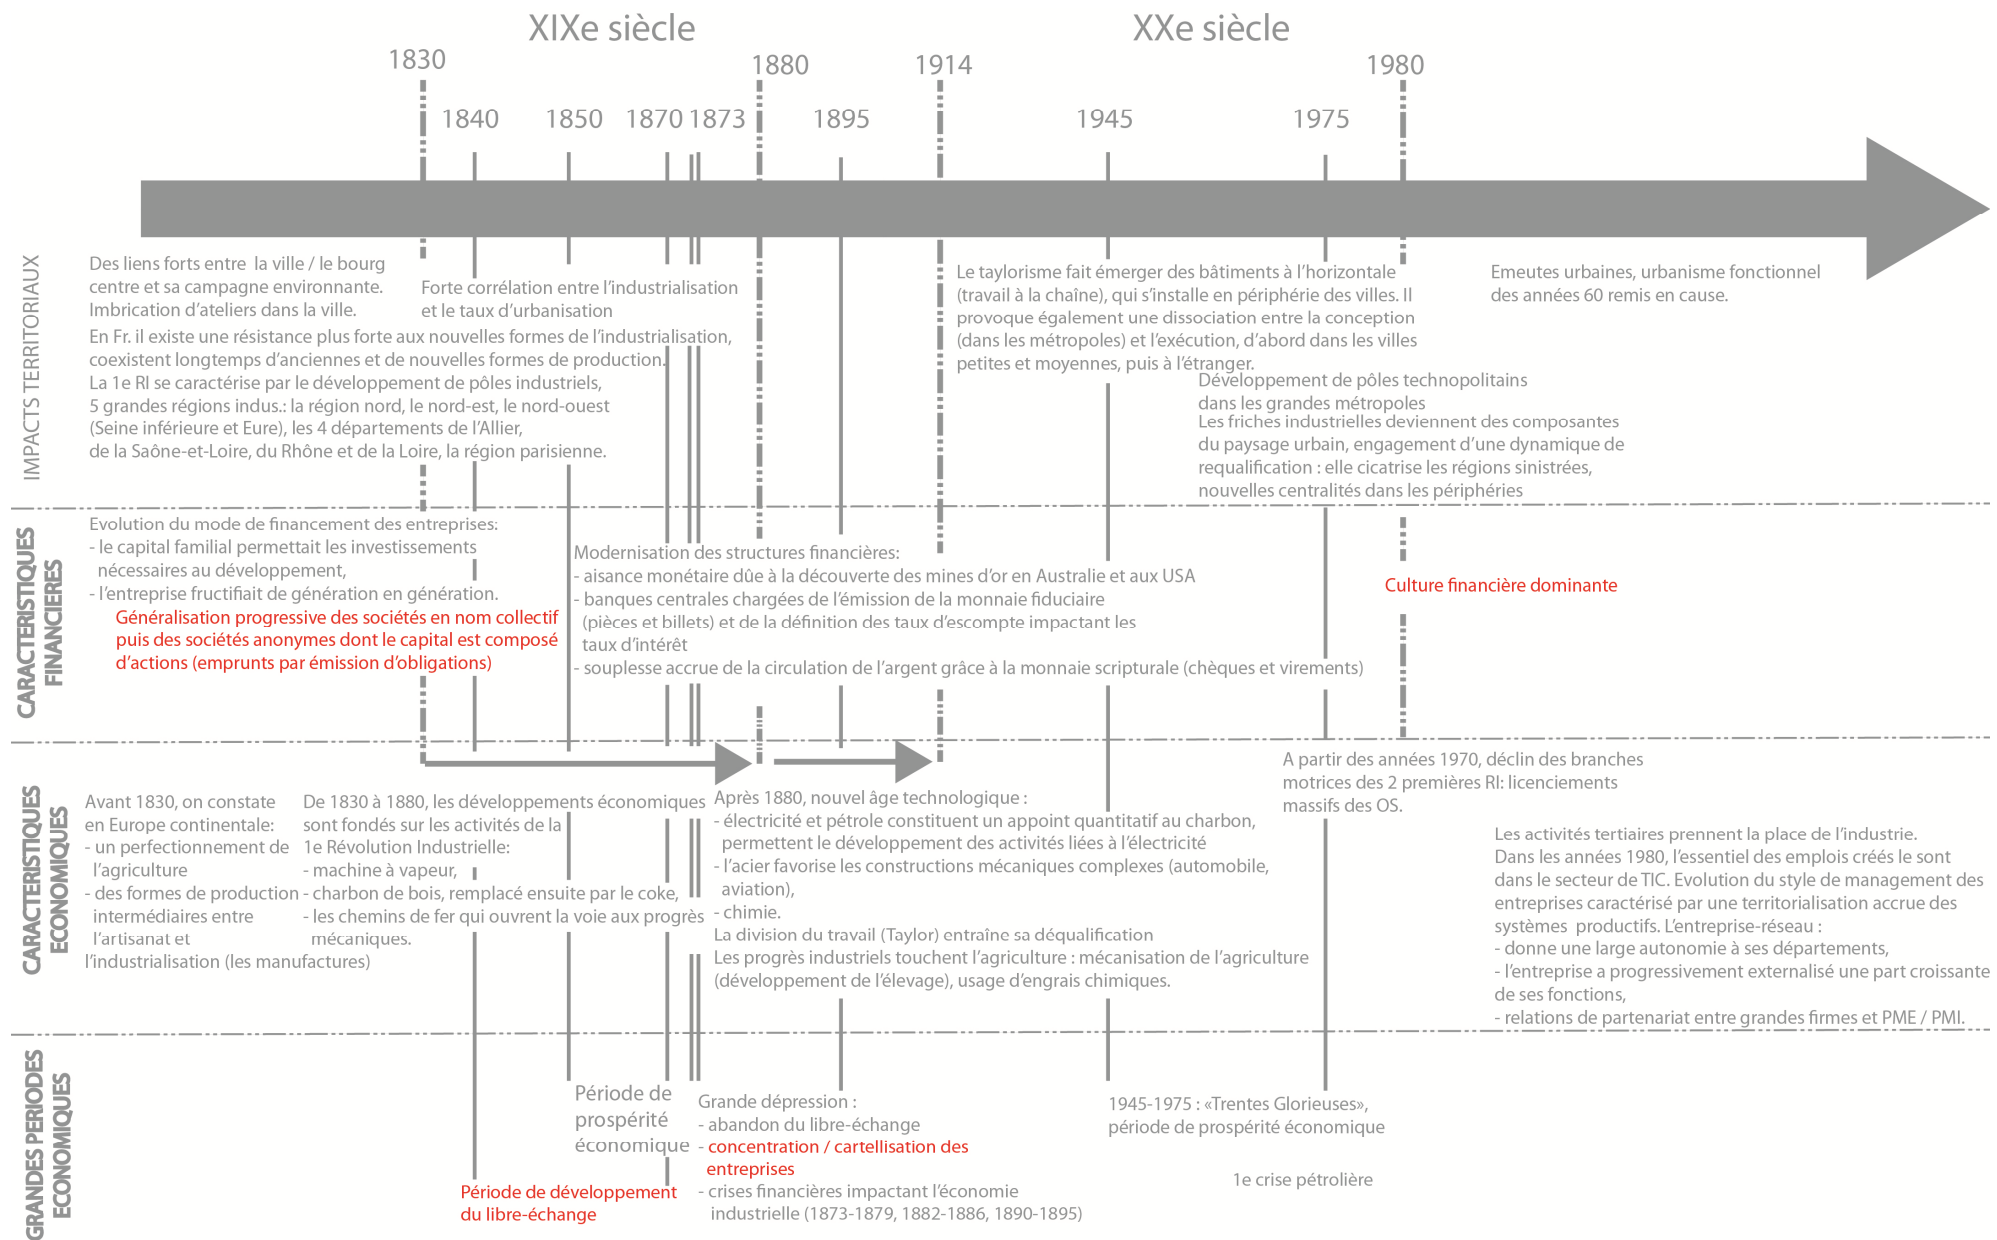 XIXe siècle
XXe siècle
1830
1880
1914
1980
1840
1850
1870
1873
1895
1945
1975
IMPACTS TERRITORIAUX
Des liens forts entre la ville / le bourg
centre et sa campagne environnante.
Imbrication d'ateliers dans la ville.
Forte corrélation entre l'industrialisation
et le taux d'urbanisation
En Fr. il existe une résistance plus forte aux nouvelles formes de l'industrialisation,
coexistent longtemps d'anciennes et de nouvelles formes de production.
La 1e RI se caractérise par le développement de pôles industriels,
5 grandes régions indus.: la région nord, le nord-est, le nord-ouest
(Seine inférieure et Eure), les 4 départements de l'Allier,
de la Saône-et-Loire, du Rhône et de la Loire, la région parisienne.
Le taylorisme fait émerger des bâtiments à l'horizontale
(travail à la chaîne), qui s'installe en périphérie des villes. Il
provoque également une dissociation entre la conception
(dans les métropoles) et l'exécution, d'abord dans les villes
petites et moyennes, puis à l'étranger.
Développement de pôles technopolitains
dans les grandes métropoles
Les friches industrielles deviennent des composantes
du paysage urbain, engagement d'une dynamique de
requalification : elle cicatrise les régions sinistrées,
nouvelles centralités dans les périphéries
Emeutes urbaines, urbanisme fonctionnel
des années 60 remis en cause.
CARACTERISTIQUES
FINANCIERES
Evolution du mode de financement des entreprises:
- le capital familial permettait les investissements
nécessaires au développement,
- l'entreprise fructifiait de génération en génération.
Généralisation progressive des sociétés en nom collectif
puis des sociétés anonymes dont le capital est composé
d'actions (emprunts par émission d'obligations)
Modernisation des structures financières:
- aisance monétaire dûe à la découverte des mines d'or en Australie et aux USA
- banques centrales chargées de l'émission de la monnaie fiduciaire
(pièces et billets) et de la définition des taux d'escompte impactant les
taux d'intérêt
- souplesse accrue de la circulation de l'argent grâce à la monnaie scripturale (chèques et virements)
Culture financière dominante
CARACTERISTIQUES
ECONOMIQUES
Avant 1830, on constate
en Europe continentale:
- un perfectionnement de
l'agriculture
- des formes de production
intermédiaires entre
l'artisanat et
l'industrialisation (les manufactures)
De 1830 à 1880, les développements économiques
sont fondés sur les activités de la
1e Révolution Industrielle:
- machine à vapeur,
- charbon de bois, remplacé ensuite par le coke,
- les chemins de fer qui ouvrent la voie aux progrès
mécaniques.
Après 1880, nouvel âge technologique :
- électricité et pétrole constituent un appoint quantitatif au charbon,
permettent le développement des activités liées à l'électricité
- l'acier favorise les constructions mécaniques complexes (automobile,
aviation),
- chimie.
La division du travail (Taylor) entraîne sa déqualification
Les progrès industriels touchent l'agriculture : mécanisation de l'agriculture
(développement de l'élevage), usage d'engrais chimiques.
A partir des années 1970, déclin des branches
motrices des 2 premières RI: licenciements
massifs des OS.
Les activités tertiaires prennent la place de l'industrie.
Dans les années 1980, l'essentiel des emplois créés le sont
dans le secteur de TIC. Evolution du style de management des
entreprises caractérisé par une territorialisation accrue des
systèmes productifs. L'entreprise-réseau :
- donne une large autonomie à ses départements,
- l'entreprise a progressivement externalisé une part croissante
de ses fonctions,
- relations de partenariat entre grandes firmes et PME / PMI.
GRANDES PERIODES
ECONOMIQUES
Période de développement
du libre-échange
Période de
prospérité
économique
Grande dépression :
- abandon du libre-échange
- concentration / cartellisation des
entreprises
- crises financières impactant l'économie
industrielle (1873-1879, 1882-1886, 1890-1895)
1945-1975 : «Trentes Glorieuses»,
période de prospérité économique
1e crise pétrolière